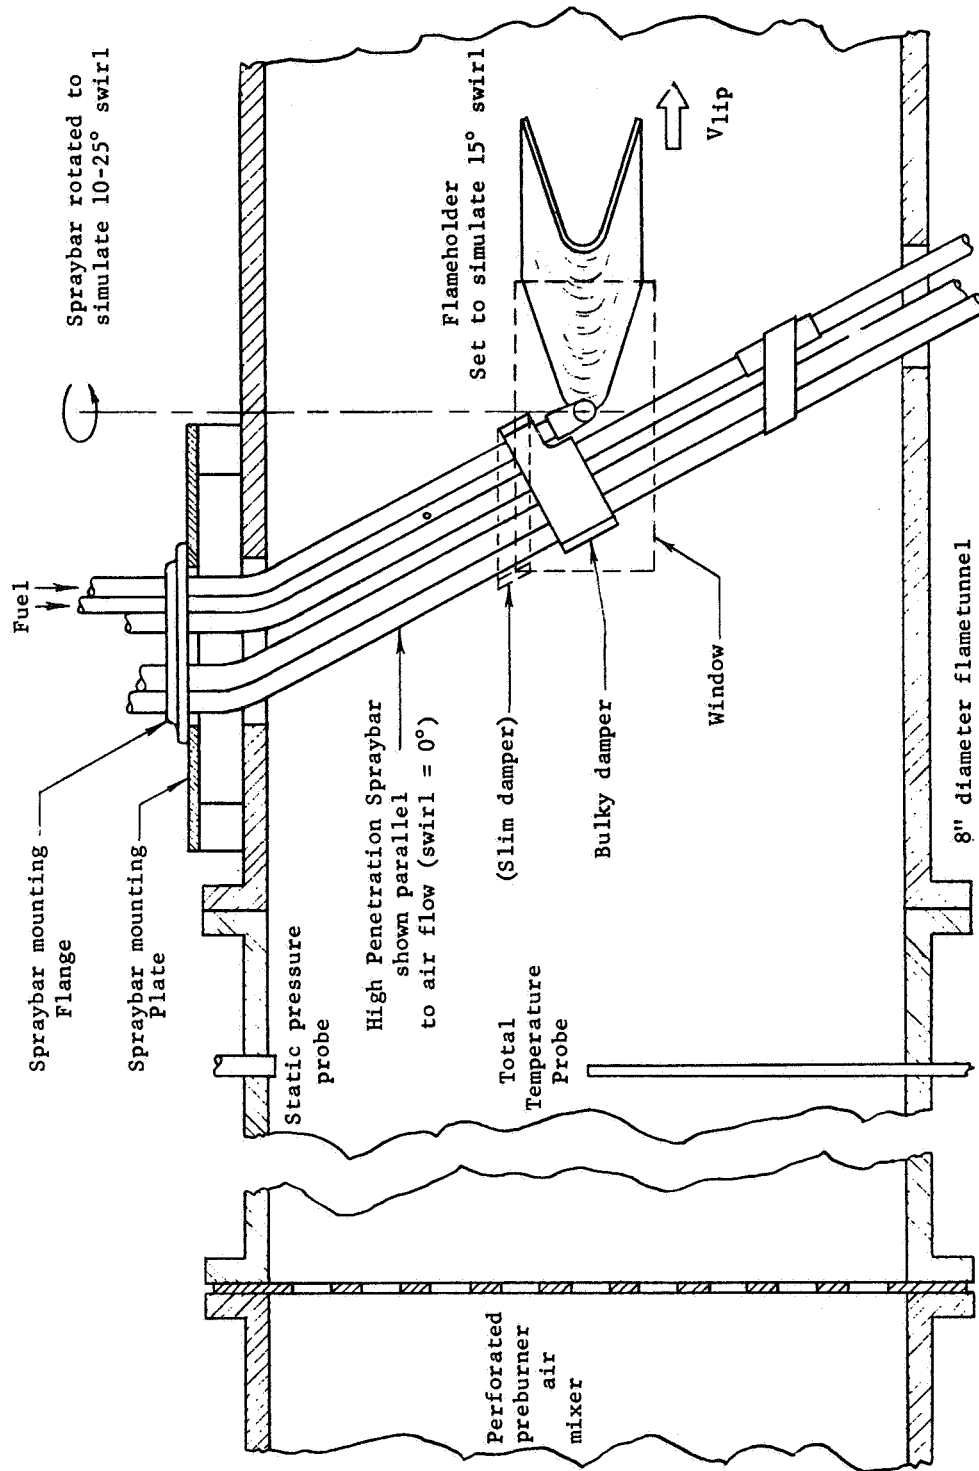 Spraybar mounting
Flange
Spraybar mounting
Plate
Fuel
Spraybar rotated to
simulate 10-25° swirl
Static pressure
probe
High Penetration Spraybar
shown parallel
to air flow (swirl = 0°)
Flameholder
Set to simulate 15° swirl
Perforated
preburner
air
mixer
Total
Temperature
Probe
(Slim damper)
Bulky damper
Window
Vlip
8" diameter flametunnel